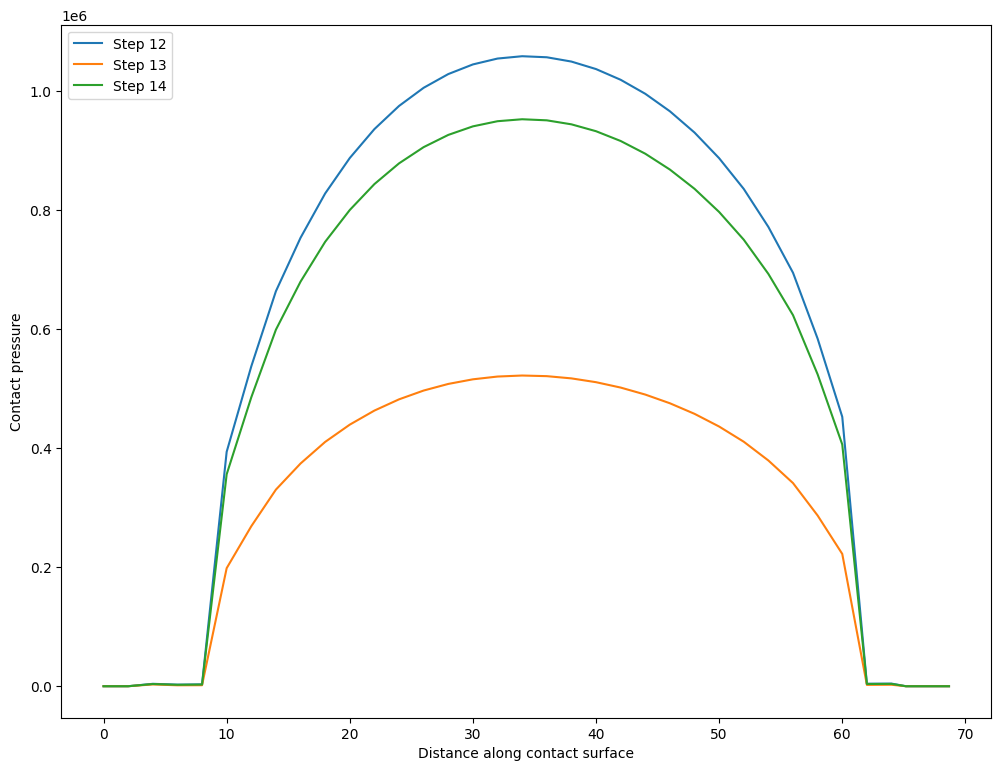 1e6
Step 12
Step 13
Step 14
1.0
0.8
0.6
0.4
0.2
0.0
Contact pressure
0 10 20 30 40 50 60 70
Distance along contact surface